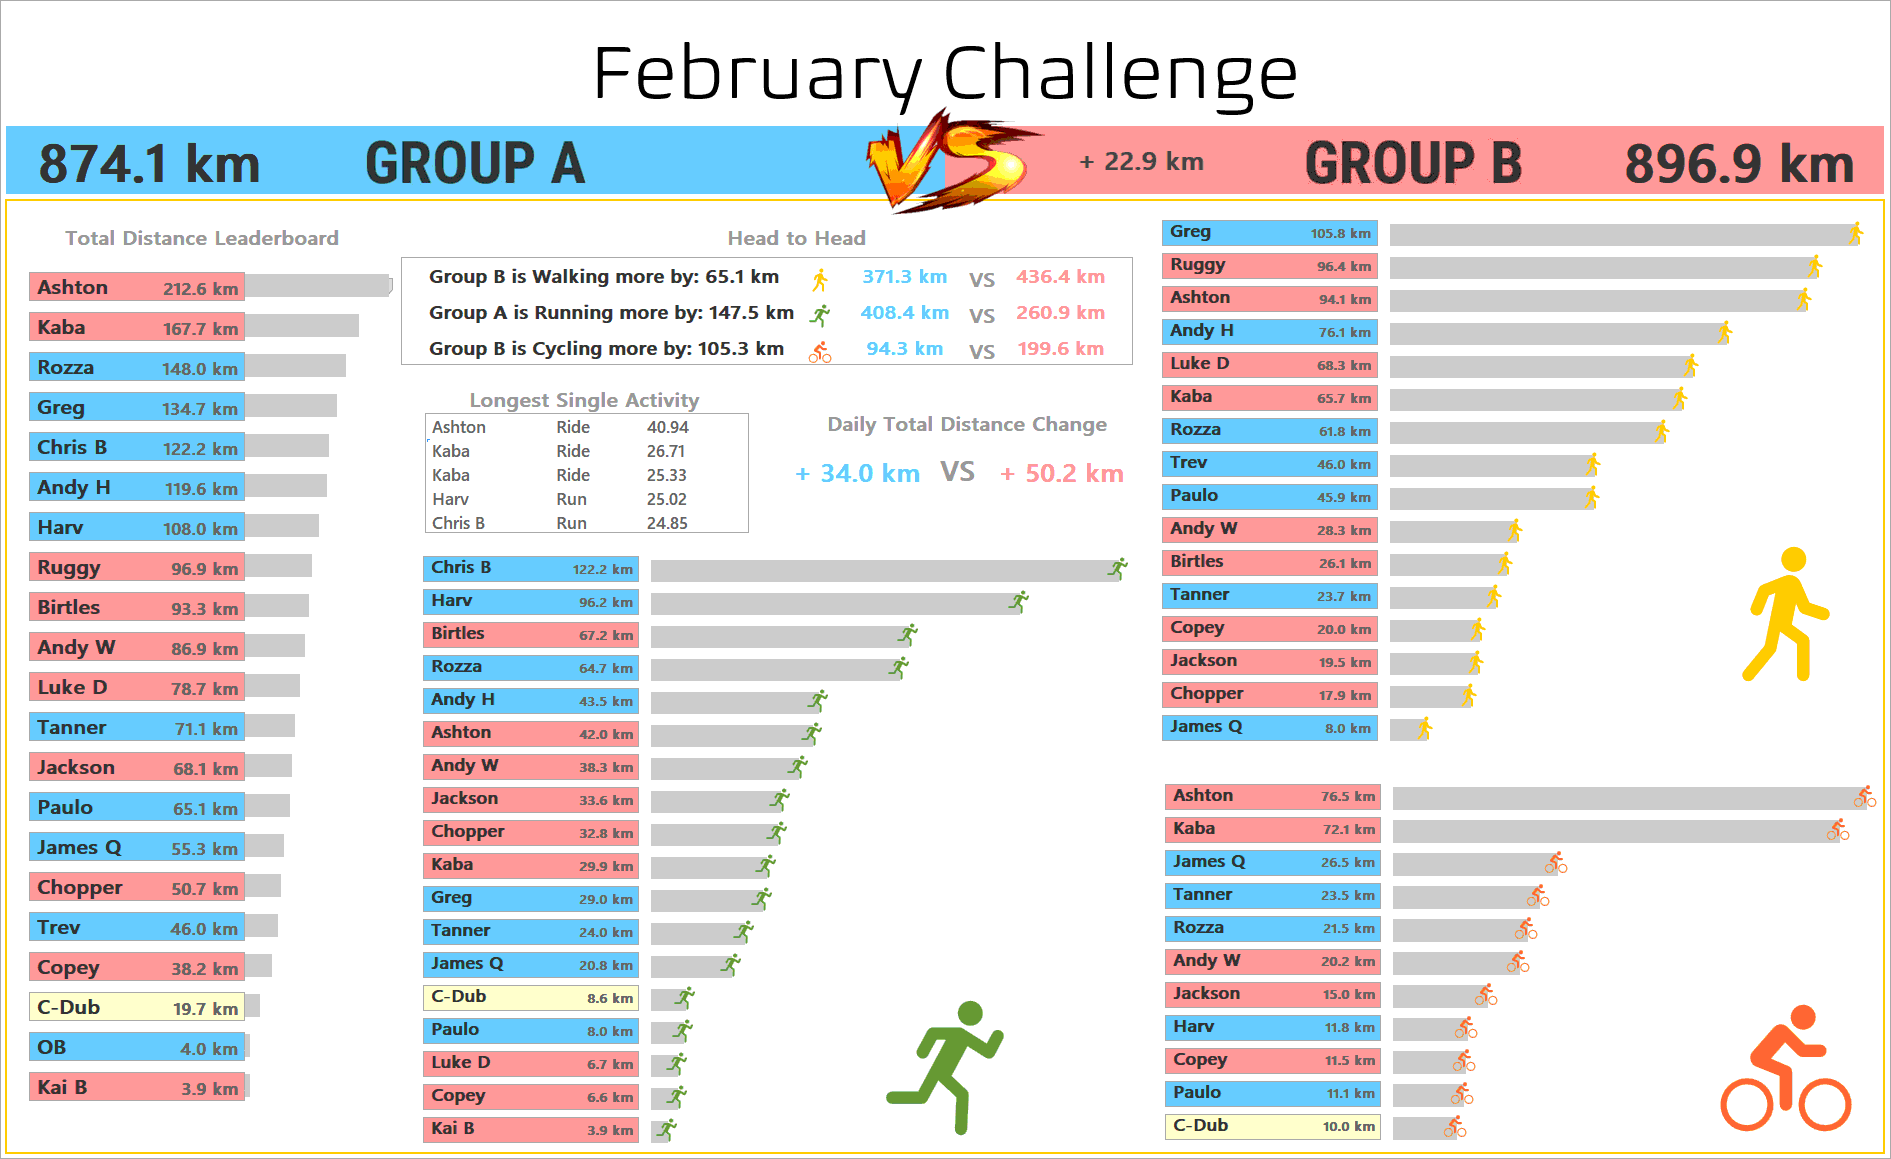 February Challenge
874.1 km GROUP A VS + 22.9 km GROUP B 896.9 km
Total Distance Leaderboard
Ashton 212.6 km
Kaba 167.7 km
Rozza 148.0 km
Greg 134.7 km
Chris B 122.2 km
Andy H 119.6 km
Harv 108.0 km
Ruggy 96.9 km
Birtles 93.3 km
Andy W 86.9 km
Luke D 78.7 km
Tanner 71.1 km
Jackson 68.1 km
Paulo 65.1 km
James Q 55.3 km
Chopper 50.7 km
Trev 46.0 km
Copey 38.2 km
C-Dub 19.7 km
OB 4.0 km
Kai B 3.9 km
Head to Head
Group B is Walking more by: 65.1 km 371.3 km VS 436.4 km
Group A is Running more by: 147.5 km 408.4 km VS 260.9 km
Group B is Cycling more by: 105.3 km 94.3 km VS 199.6 km
Longest Single Activity
Ashton Ride 40.94
Kaba Ride 26.71
Kaba Ride 25.33
Harv Run 25.02
Chris B Run 24.85
Daily Total Distance Change
+ 34.0 km VS + 50.2 km
Chris B 122.2 km
Harv 96.2 km
Birtles 67.2 km
Rozza 64.7 km
Andy H 43.5 km
Ashton 42.0 km
Andy W 38.3 km
Jackson 33.6 km
Chopper 32.8 km
Kaba 29.9 km
Greg 29.0 km
Tanner 24.0 km
James Q 20.8 km
C-Dub 8.6 km
Paulo 8.0 km
Luke D 6.7 km
Copey 6.6 km
Kai B 3.9 km
Greg 105.8 km
Ruggy 96.4 km
Ashton 94.1 km
Andy H 76.1 km
Luke D 68.3 km
Kaba 65.7 km
Rozza 61.8 km
Trev 46.0 km
Paulo 45.9 km
Andy W 28.3 km
Birtles 26.1 km
Tanner 23.7 km
Copey 20.0 km
Jackson 19.5 km
Chopper 17.9 km
James Q 8.0 km
Ashton 76.5 km
Kaba 72.1 km
James Q 26.5 km
Tanner 23.5 km
Rozza 21.5 km
Andy W 20.2 km
Jackson 15.0 km
Harv 11.8 km
Copey 11.5 km
Paulo 11.1 km
C-Dub 10.0 km